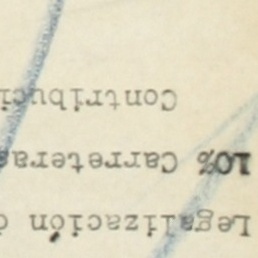 Legalización
10% Carreteras
Contribuci